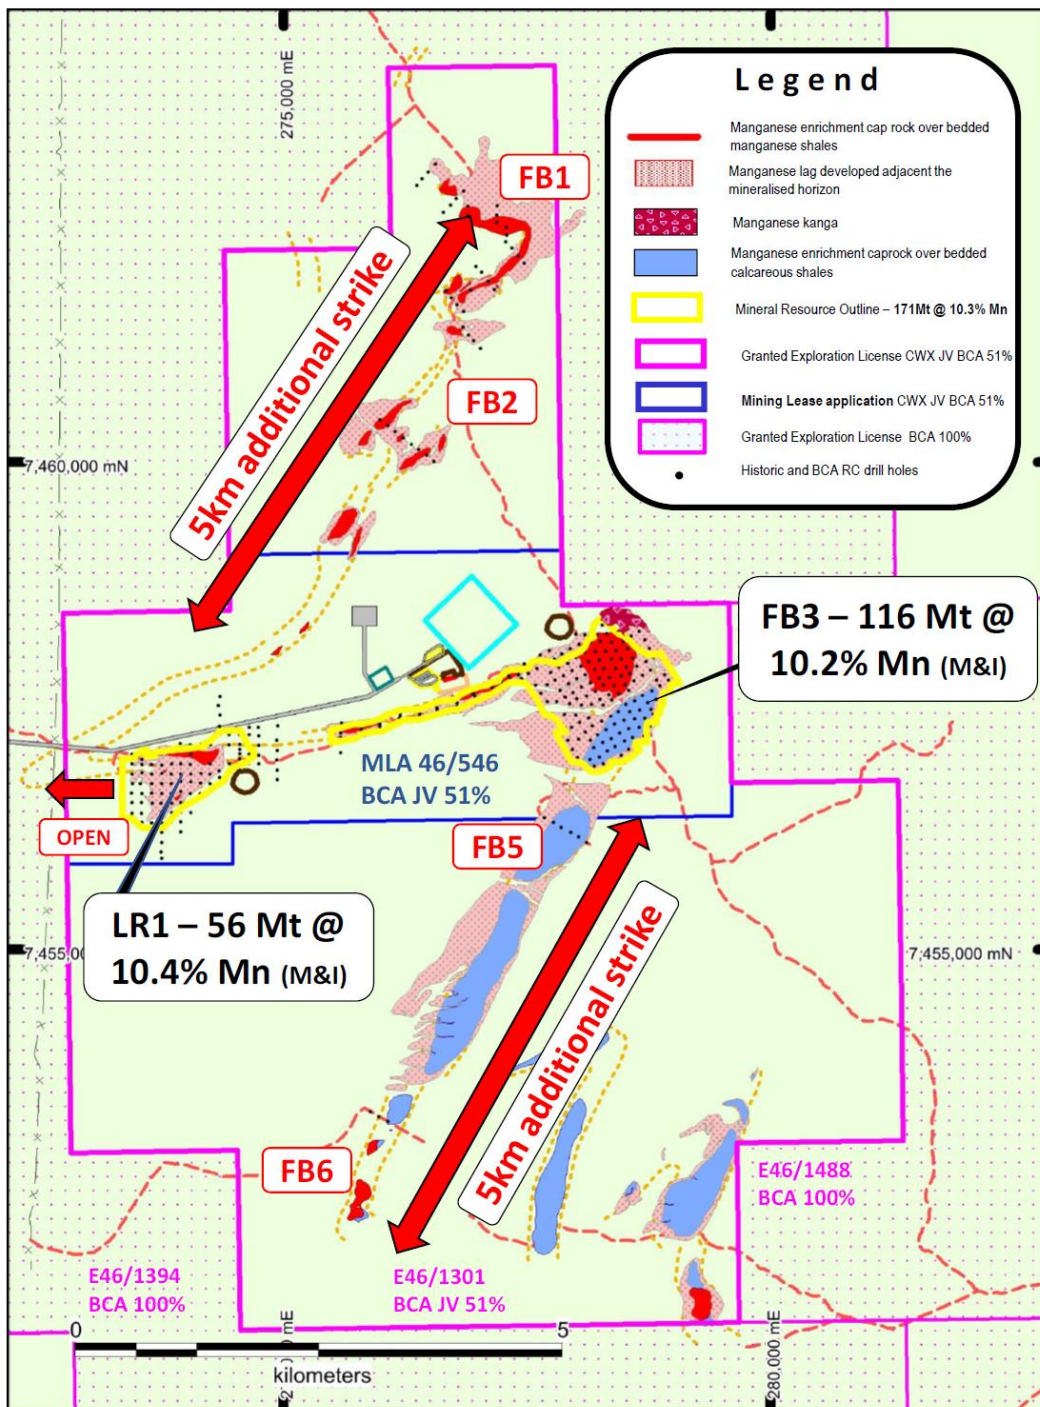 275,000 mE
Legend
Manganese enrichment cap rock over bedded
manganese shales
Manganese lag developed adjacent the
mineralised horizon
Manganese kanga
Manganese enrichment caprock over bedded
calcareous shales
Mineral Resource Outline – 171Mt @ 10.3% Mn
Granted Exploration License CWX JV BCA 51%
Mining Lease application CWX JV BCA 51%
Granted Exploration License BCA 100%
Historic and BCA RC drill holes
FB1
5km additional strike
FB2
7,460,000 mN
FB3 – 116 Mt @
10.2% Mn (M&I)
MLA 46/546
BCA JV 51%
OPEN
FB5
LR1 – 56 Mt @
10.4% Mn (M&I)
7,455,0
7,455,000 mN
5km additional strike
FB6
E46/1488
BCA 100%
E46/1394
BCA 100%
E46/1301
BCA JV 51%
0
5
mE
kilometers
280,000 mE